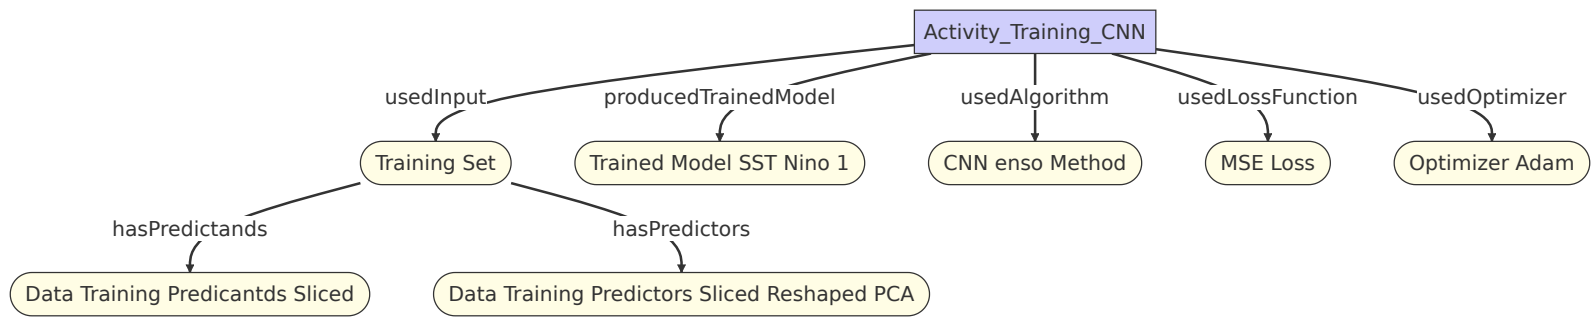 Activity_Training_CNN
usedInput
producedTrainedModel
usedAlgorithm
usedLossFunction
usedOptimizer
Training Set
Trained Model SST Nino 1
CNN enso Method
MSE Loss
Optimizer Adam
hasPredictands
hasPredictors
Data Training Predicantds Sliced
Data Training Predictors Sliced Reshaped PCA